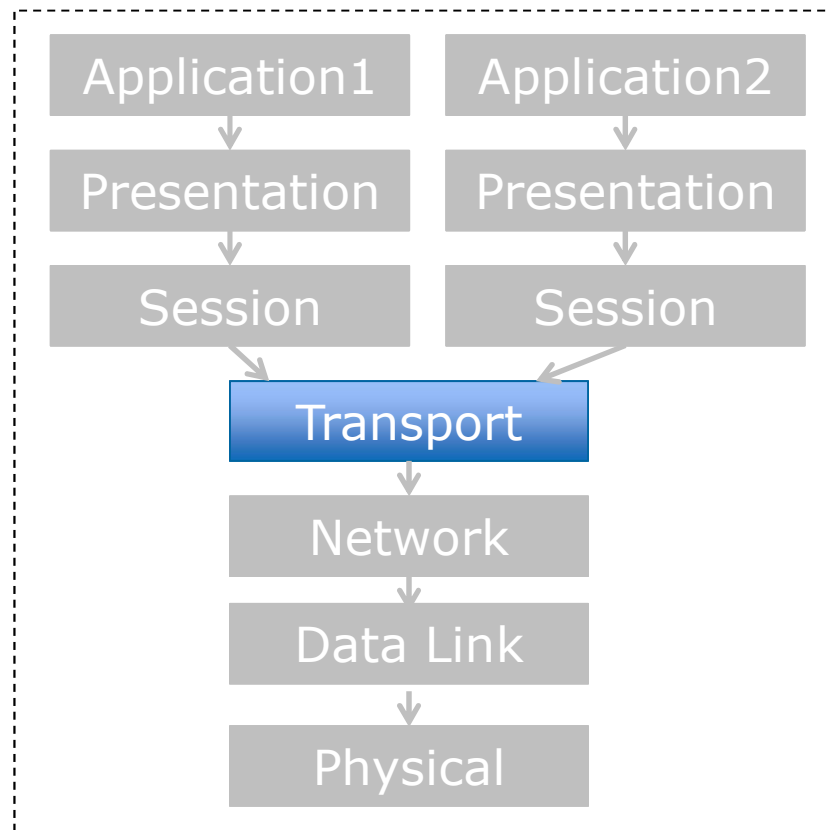 Application1
Application2
Presentation
Presentation
Session
Session
Transport
Network
Data Link
Physical